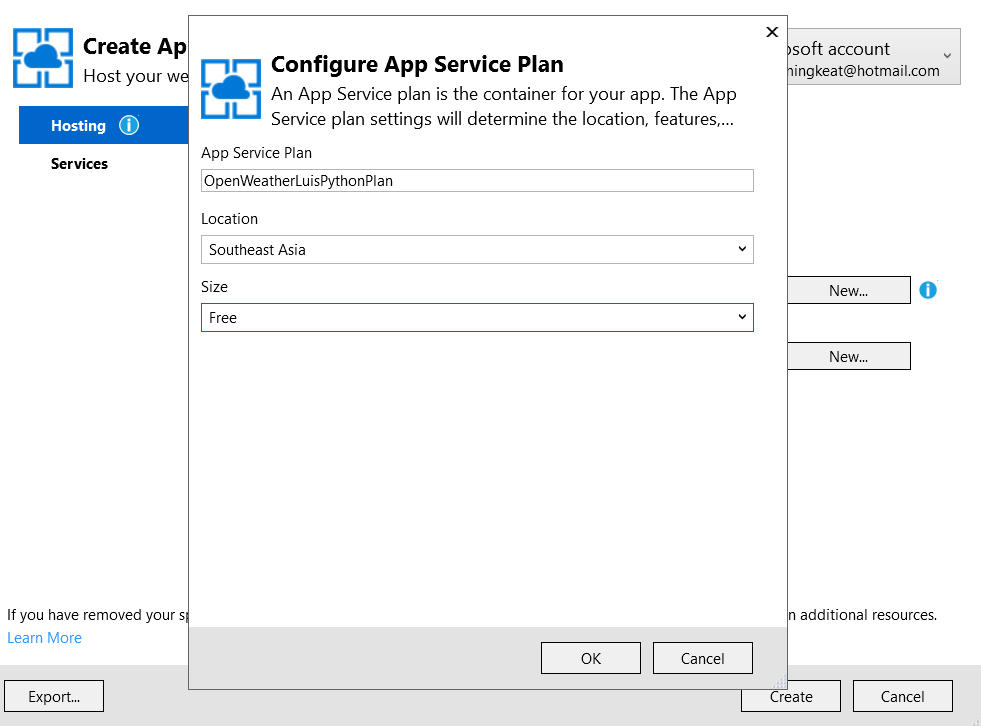 Create Ap
Host your we
osoft account
ningkeat@hotmail.com
Hosting
Services
Configure App Service Plan
An App Service plan is the container for your app. The App
Service plan settings will determine the location, features,...
App Service Plan
OpenWeatherLuisPythonPlan
Location
Southeast Asia
Size
Free
New...
New...
If you have removed your sp
n additional resources.
Learn More
OK
Cancel
Export...
Create
Cancel